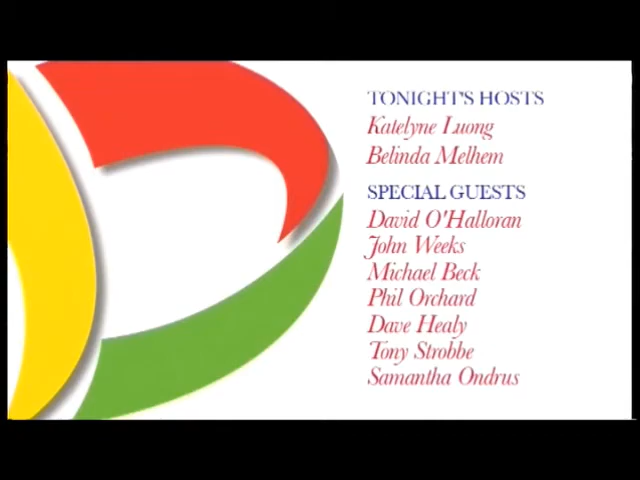 TONIGHT'S HOSTS
Katelyne Luong
Belinda Melhem
SPECIAL GUESTS
David O'Halloran
John Weeks
Michael Beck
Phil Orchard
Dave Healy
Tony Strobbe
Samantha Ondrus